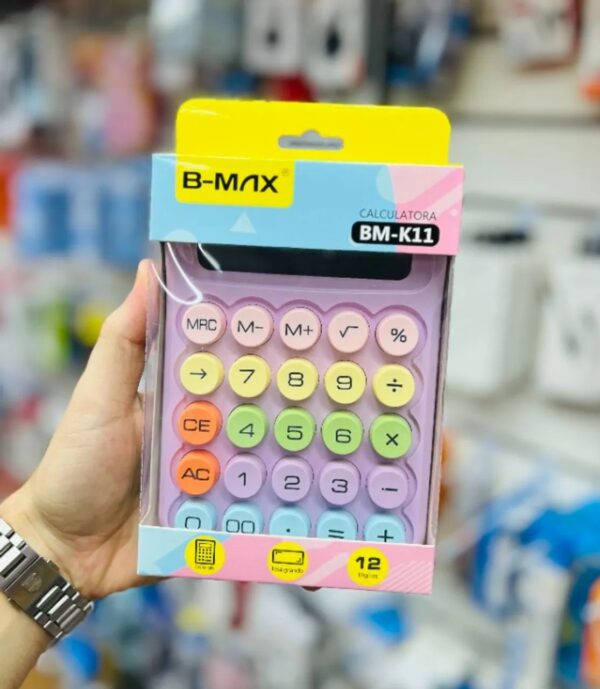 B-MAX
CALCULATORA
BM-K11
MRC M- M+ √ %
→ 7 8 9 ÷
CE 4 5 6 ×
AC 1 2 3 −
0 00 . = +
12